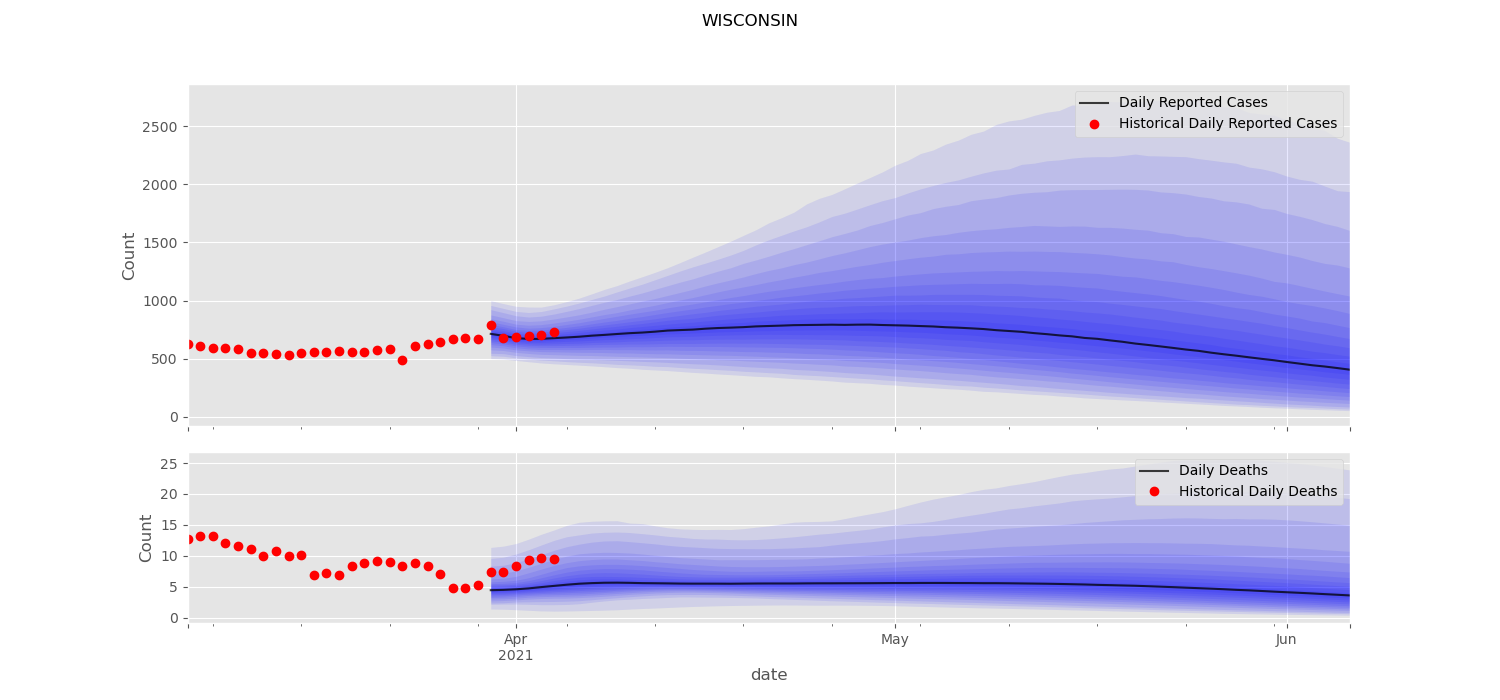 WISCONSIN
Daily Reported Cases
Historical Daily Reported Cases
2500
2000
1500
1000
500
0
Count
Daily Deaths
Historical Daily Deaths
25
20
15
10
5
0
Count
Apr
2021
May
Jun
date